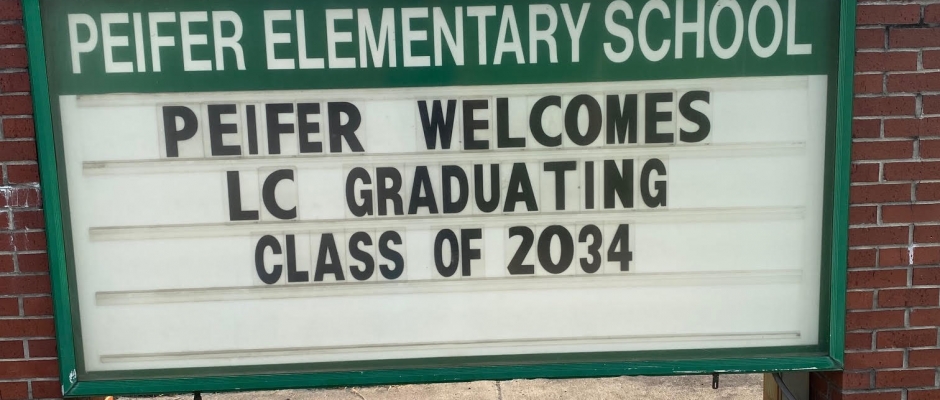 PEIFER ELEMENTARY SCHOOL
PEIFER WELCOMES
LC GRADUATING
CLASS OF 2034